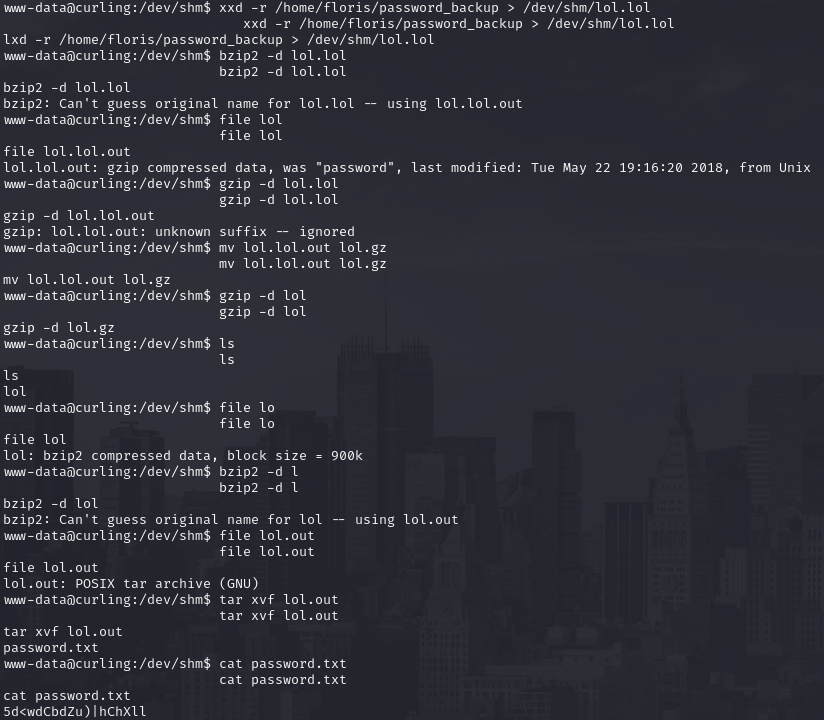 www-data@curling:/dev/shm$ xxd -r /home/floris/password_backup > /dev/shm/lol.lol
xxd -r /home/floris/password_backup > /dev/shm/lol.lol
lxd -r /home/floris/password_backup > /dev/shm/lol.lol
www-data@curling:/dev/shm$ bzip2 -d lol.lol
bzip2 -d lol.lol
bzip2 -d lol.lol
bzip2: Can't guess original name for lol.lol -- using lol.lol.out
www-data@curling:/dev/shm$ file lol
file lol
file lol.lol.out
lol.lol.out: gzip compressed data, was "password", last modified: Tue May 22 19:16:20 2018, from Unix
www-data@curling:/dev/shm$ gzip -d lol.lol
gzip -d lol.lol
gzip -d lol.lol.out
gzip: lol.lol.out: unknown suffix -- ignored
www-data@curling:/dev/shm$ mv lol.lol.out lol.gz
mv lol.lol.out lol.gz
mv lol.lol.out lol.gz
www-data@curling:/dev/shm$ gzip -d lol
gzip -d lol
gzip -d lol.gz
www-data@curling:/dev/shm$ ls
ls
ls
lol
www-data@curling:/dev/shm$ file lo
file lo
file lol
lol: bzip2 compressed data, block size = 900k
www-data@curling:/dev/shm$ bzip2 -d l
bzip2 -d l
bzip2 -d lol
bzip2: Can't guess original name for lol -- using lol.out
www-data@curling:/dev/shm$ file lol.out
file lol.out
file lol.out
lol.out: POSIX tar archive (GNU)
www-data@curling:/dev/shm$ tar xvf lol.out
tar xvf lol.out
tar xvf lol.out
password.txt
www-data@curling:/dev/shm$ cat password.txt
cat password.txt
cat password.txt
5d<wdCbdZu)|hChXll